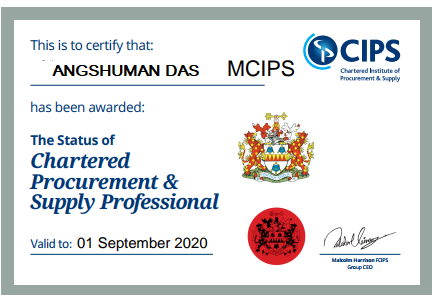 This is to certify that:
ANGSHUMAN DAS MCIPS
CIPS
Chartered Institute of
Procurement & Supply
has been awarded:
The Status of
Chartered
Procurement &
Supply Professional
Valid to: 01 September 2020
Malcolm Harrison FCIPS
Group CEO